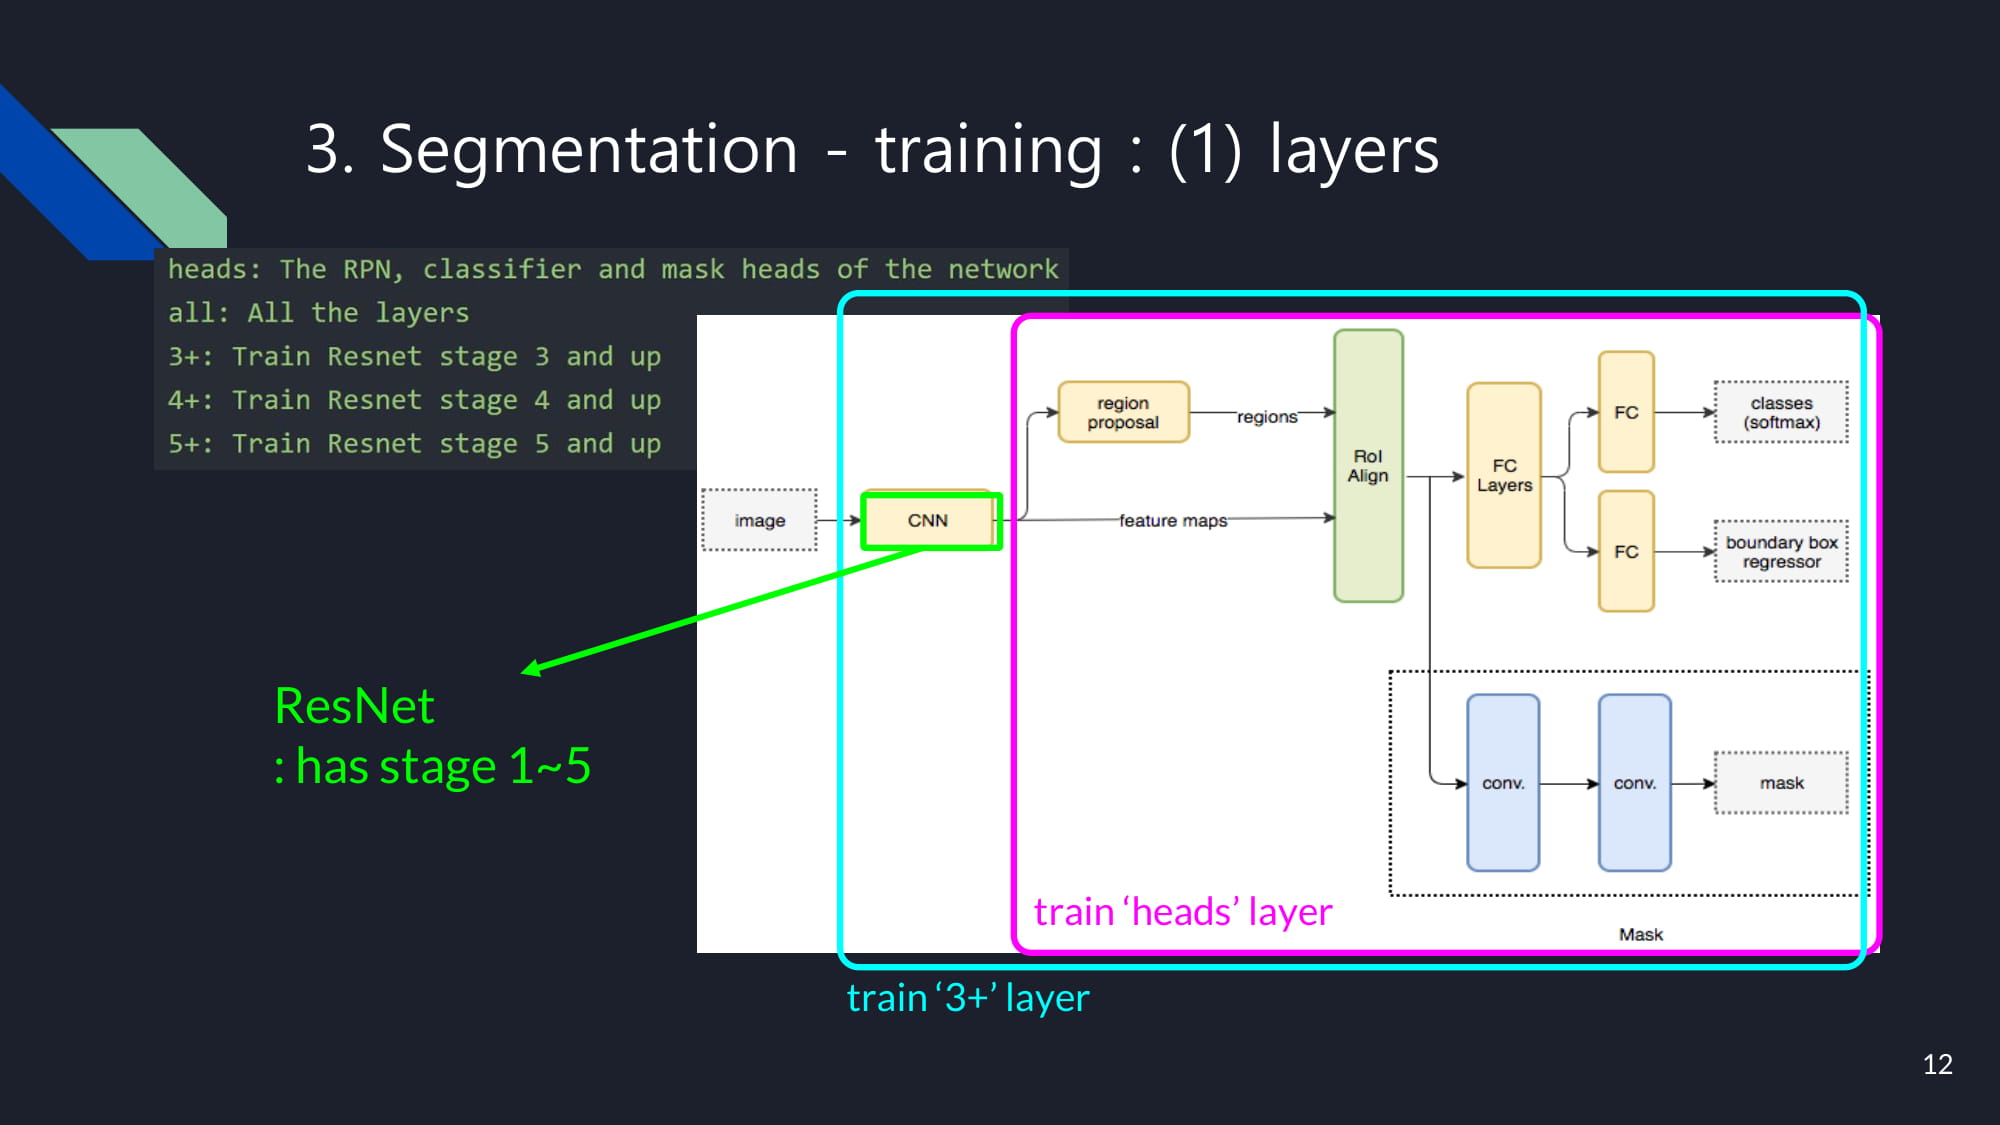 3. Segmentation - training : (1) layers
heads: The RPN, classifier and mask heads of the network
all: All the layers
3+: Train Resnet stage 3 and up
4+: Train Resnet stage 4 and up
5+: Train Resnet stage 5 and up
image
CNN
region
proposal
regions
feature maps
RoI
Align
FC
Layers
FC
classes
(softmax)
FC
boundary box
regressor
conv.
conv.
mask
Mask
train ‘heads’ layer
train ‘3+’ layer
ResNet
: has stage 1~5
12